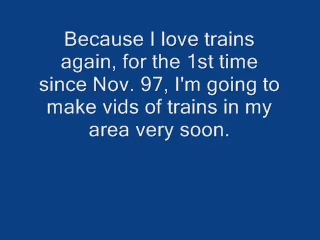 Because I love trains
again, for the 1st time
since Nov. 97, I'm going to
make vids of trains in my
area very soon.